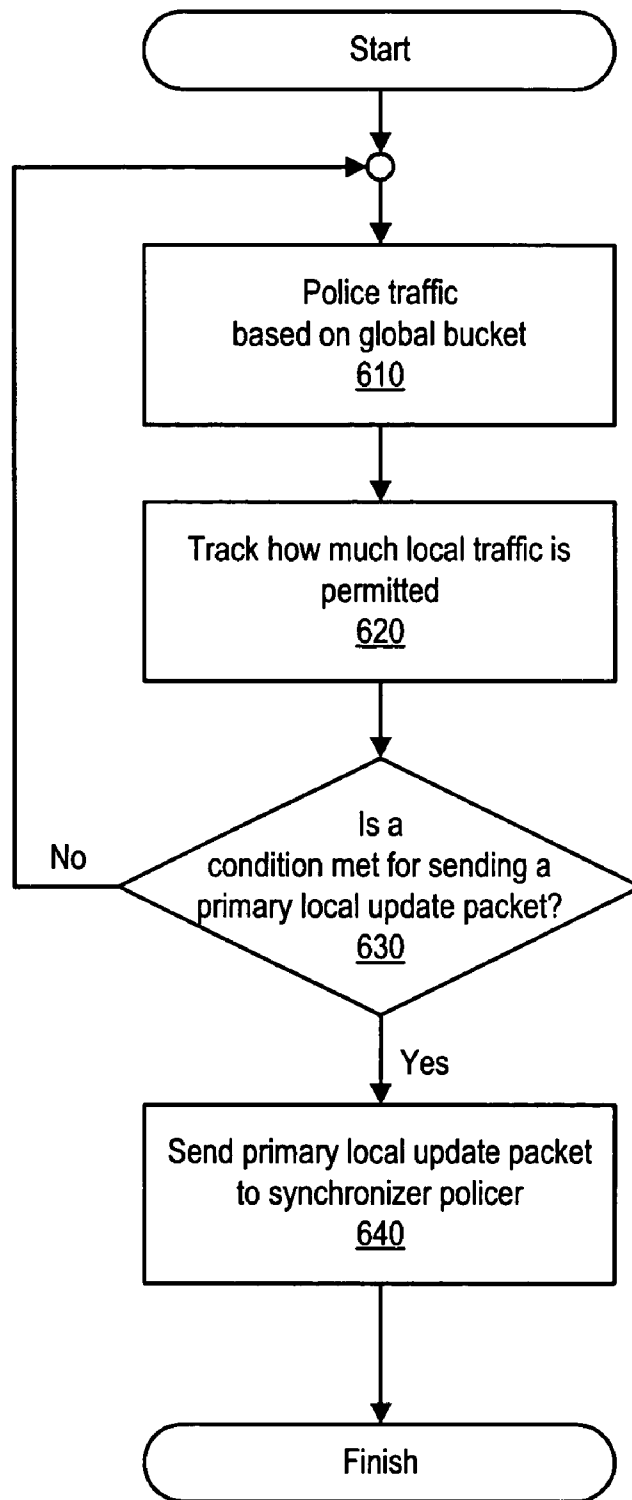 Start
Police traffic
based on global bucket
610
Track how much local traffic is
permitted
620
Is a
condition met for sending a
primary local update packet?
630
No
Yes
Send primary local update packet
to synchronizer policer
640
Finish